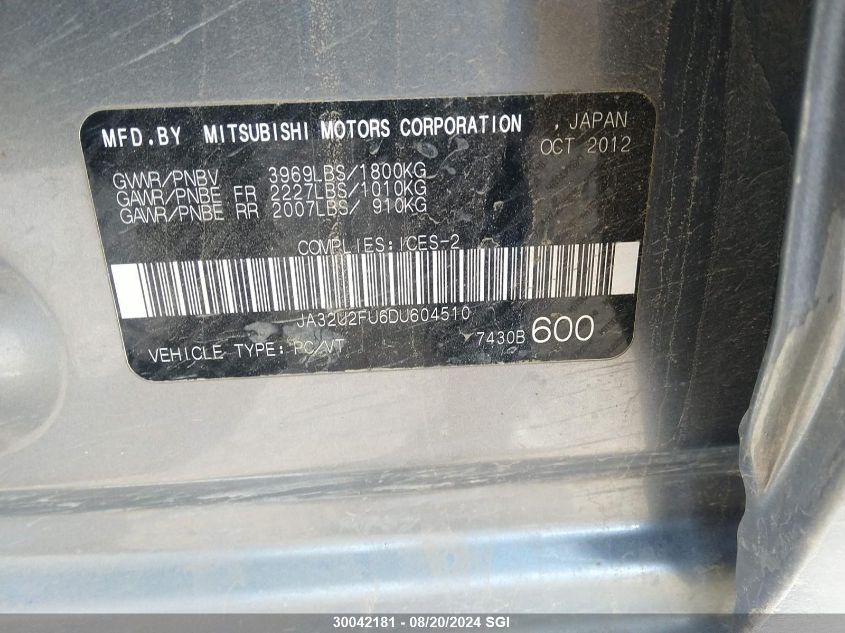 MFD.BY MITSUBISHI MOTORS CORPORATION , JAPAN
OCT 2012
GVWR/PNBV 3969LBS/1800KG
GAWR/PNBE FR 2227LBS/1010KG
GAWR/PNBE RR 2007LBS/ 910KG
COMPLIES:ICES-2
JA32U2FU6DU604510
VEHICLE TYPE: PC/VT 7430B 600
30042181 - 08/20/2024 SGI